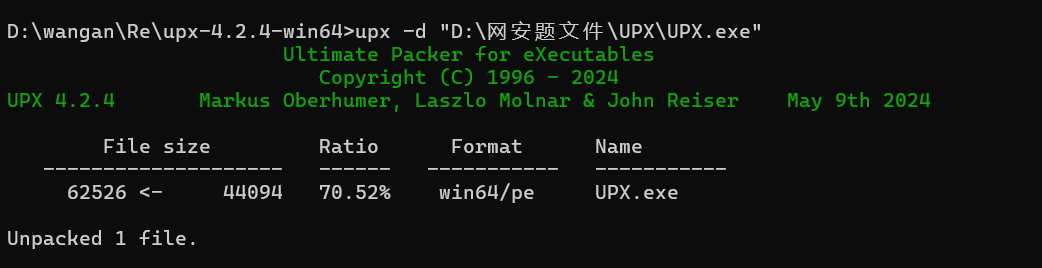 D:\wangan\Re\upx-4.2.4-win64>upx -d "D:\网安题文件\UPX\UPX.exe"
Ultimate Packer for eXecutables
Copyright (C) 1996 - 2024
UPX 4.2.4       Markus Oberhumer, Laszlo Molnar & John Reiser    May 9th 2024
File size         Ratio      Format      Name
--------------------   ------   -----------   -----------
62526 <-     44094   70.52%    win64/pe     UPX.exe
Unpacked 1 file.